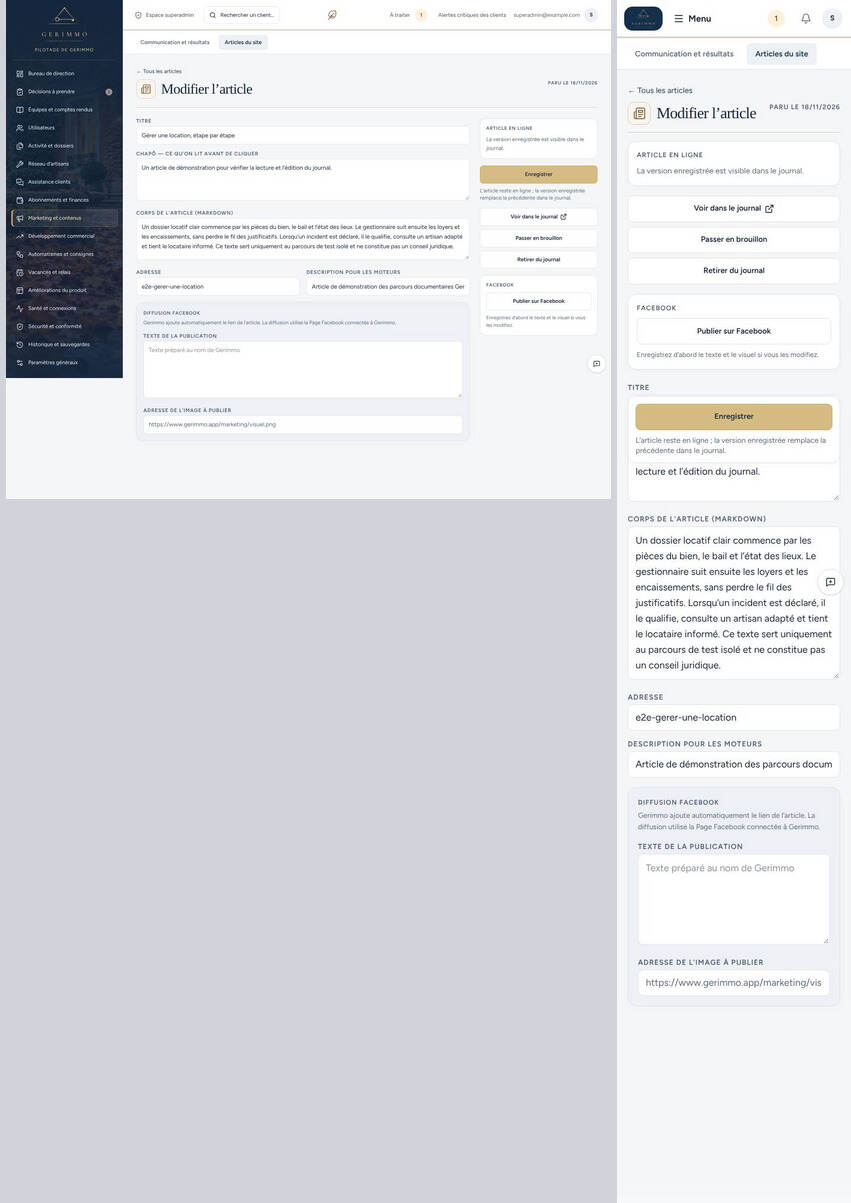 GERIMMO
PILOTAGE DE GERIMMO
Bureau de direction
Décisions à prendre
Équipes et comptes rendus
Utilisateurs
Activité et dossiers
Réseau d'artisans
Assistance clients
Abonnements et finances
Marketing et contenus
Développement commercial
Automatismes et consignes
Vacances et relais
Améliorations du produit
Santé et connexions
Sécurité et conformité
Historique et sauvegardes
Paramètres généraux
Espace superadmin
Rechercher un client...
À traiter
1
Alertes critiques des clients
superadmin@example.com
S
Communication et résultats
Articles du site
← Tous les articles
Modifier l'article
PARU LE 18/11/2026
TITRE
Gérer une location, étape par étape
CHAPÔ — CE QU'ON LIT AVANT DE CLIQUER
Un article de démonstration pour vérifier la lecture et l'édition du journal.
CORPS DE L'ARTICLE (MARKDOWN)
Un dossier locatif clair commence par les pièces du bien, le bail et l'état des lieux. Le gestionnaire suit ensuite les loyers et
les encaissements, sans perdre le fil des justificatifs. Lorsqu'un incident est déclaré, il le qualifie, consulte un artisan adapté
et tient le locataire informé. Ce texte sert uniquement au parcours de test isolé et ne constitue pas un conseil juridique.
ADRESSE
e2e-gerer-une-location
DESCRIPTION POUR LES MOTEURS
Article de démonstration des parcours documentaires Ger
DIFFUSION FACEBOOK
Gerimmo ajoute automatiquement le lien de l'article. La diffusion utilise la Page Facebook connectée à Gerimmo.
TEXTE DE LA PUBLICATION
Texte préparé au nom de Gerimmo
ADRESSE DE L'IMAGE À PUBLIER
https://www.gerimmo.app/marketing/visuel.png
ARTICLE EN LIGNE
La version enregistrée est visible dans le
journal.
Enregistrer
L'article reste en ligne ; la version enregistrée
remplace la précédente dans le journal.
Voir dans le journal
Passer en brouillon
Retirer du journal
FACEBOOK
Publier sur Facebook
Enregistrez d'abord le texte et le visuel si vous
les modifiez.
GERIMMO
Menu
1
S
Communication et résultats
Articles du site
← Tous les articles
Modifier l'article
PARU LE 18/11/2026
ARTICLE EN LIGNE
La version enregistrée est visible dans le journal.
Voir dans le journal
Passer en brouillon
Retirer du journal
FACEBOOK
Publier sur Facebook
Enregistrez d'abord le texte et le visuel si vous les modifiez.
TITRE
Enregistrer
L'article reste en ligne ; la version enregistrée remplace la
précédente dans le journal.
lecture et l'édition du journal.
CORPS DE L'ARTICLE (MARKDOWN)
Un dossier locatif clair commence par les
pièces du bien, le bail et l'état des lieux. Le
gestionnaire suit ensuite les loyers et les
encaissements, sans perdre le fil des
justificatifs. Lorsqu'un incident est déclaré, il
le qualifie, consulte un artisan adapté et tient
le locataire informé. Ce texte sert uniquement
au parcours de test isolé et ne constitue pas
un conseil juridique.
ADRESSE
e2e-gerer-une-location
DESCRIPTION POUR LES MOTEURS
Article de démonstration des parcours docum
DIFFUSION FACEBOOK
Gerimmo ajoute automatiquement le lien de l'article. La
diffusion utilise la Page Facebook connectée à Gerimmo.
TEXTE DE LA PUBLICATION
Texte préparé au nom de Gerimmo
ADRESSE DE L'IMAGE À PUBLIER
https://www.gerimmo.app/marketing/vis